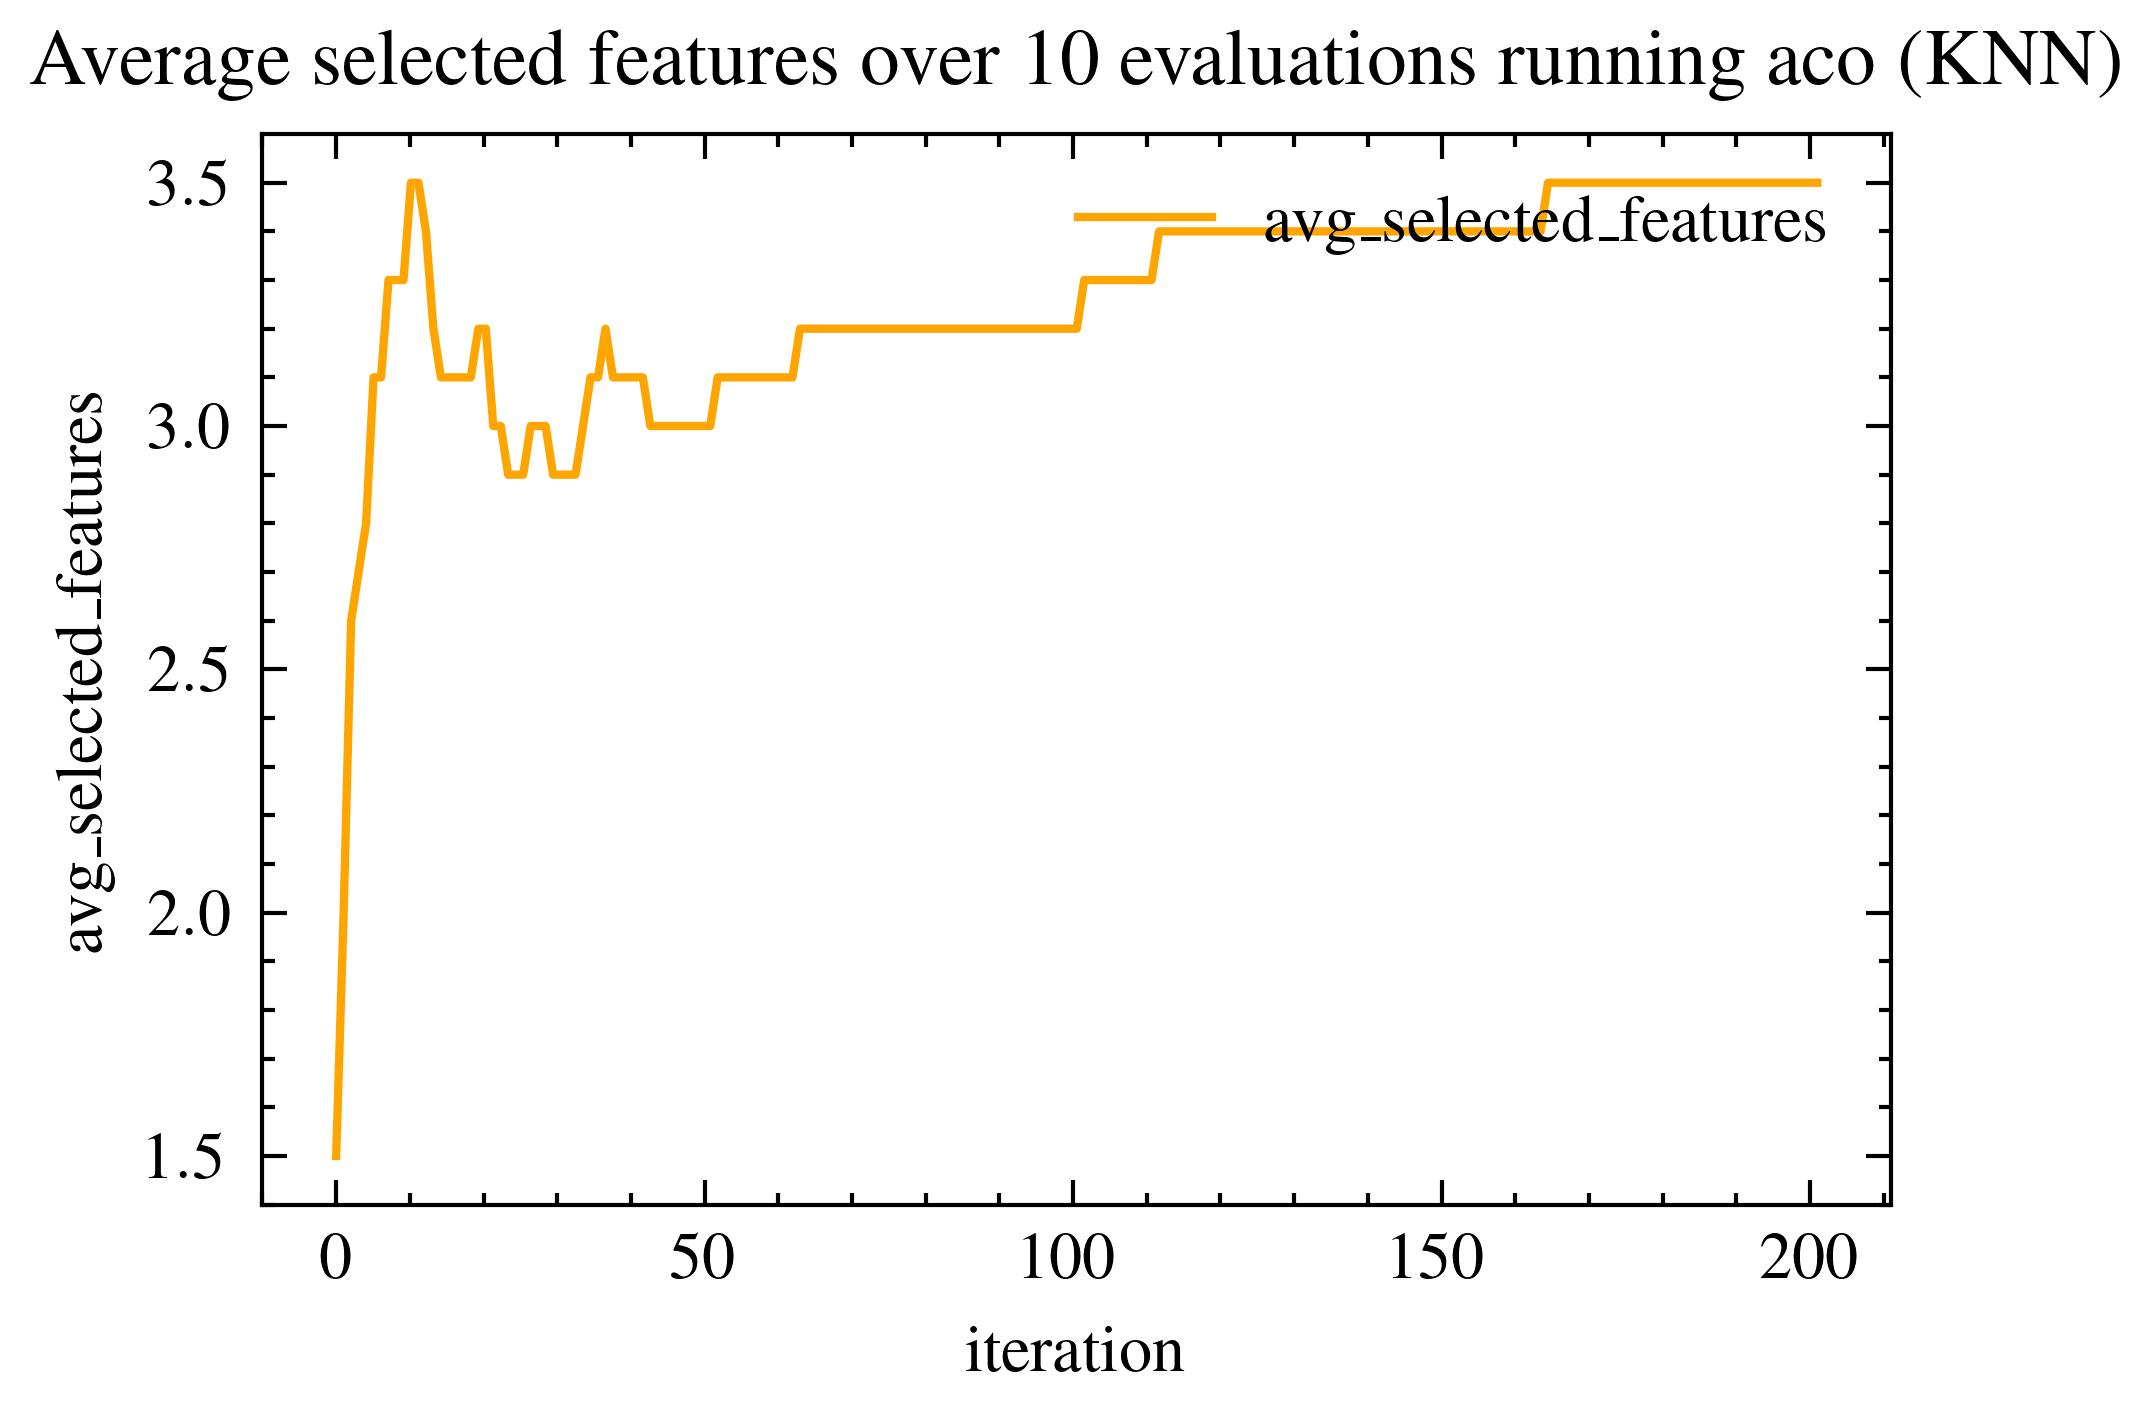 Average selected features over 10 evaluations running aco (KNN)
3.5
3.0
2.5
2.0
1.5
avg_selected_features
avg_selected_features
0 50 100 150 200
iteration